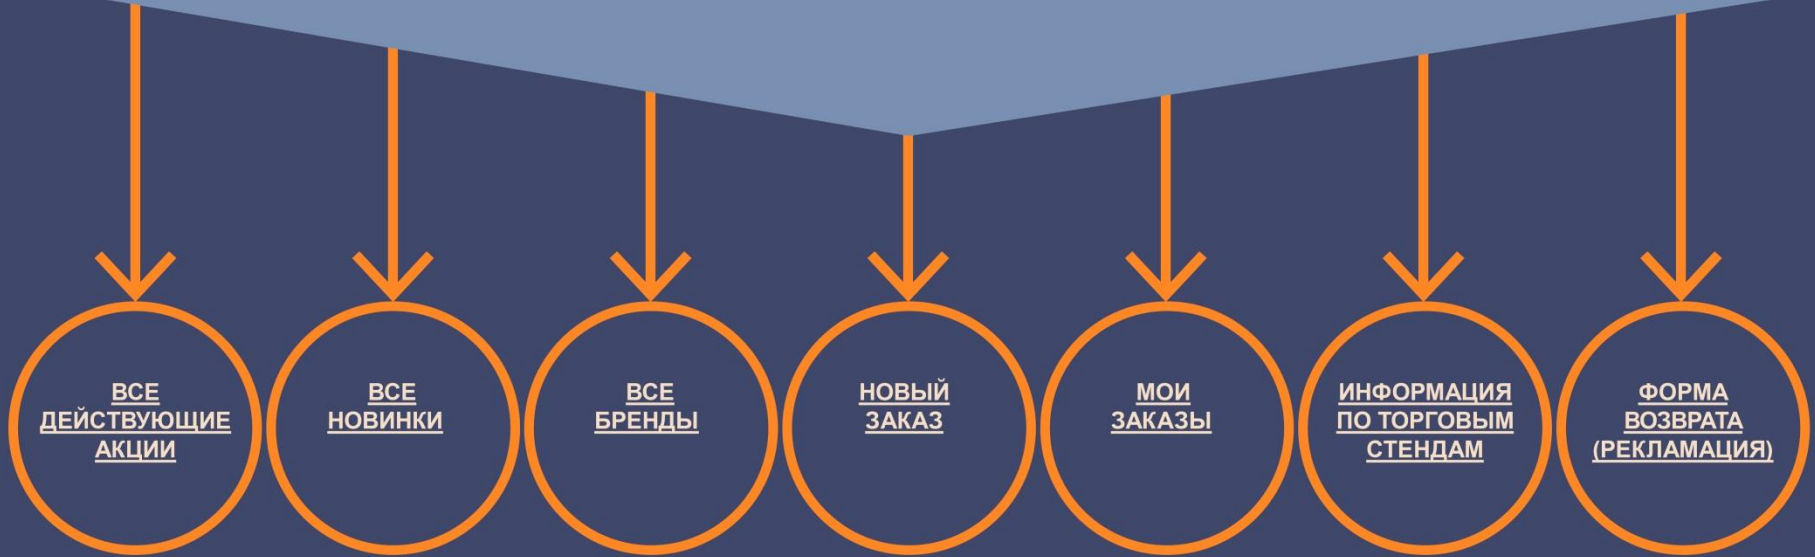 ВСЕ
ДЕЙСТВУЮЩИЕ
АКЦИИ
ВСЕ
НОВИНКИ
ВСЕ
БРЕНДЫ
НОВЫЙ
ЗАКАЗ
МОИ
ЗАКАЗЫ
ИНФОРМАЦИЯ
ПО ТОРГОВЫМ
СТЕНДАМ
ФОРМА
ВОЗВРАТА
(РЕКЛАМАЦИЯ)